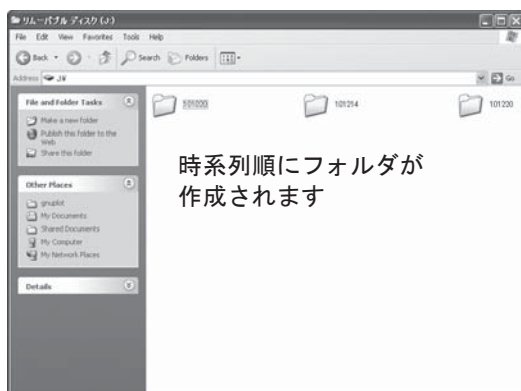 リムーバブル ディスク (J:)
File Edit View Favorites Tools Help
Back Search Folders
Address J:¥ Go
File and Folder Tasks
Make a new folder
Publish this folder to the
Web
Share this folder
Other Places
gnuplot
My Documents
Shared Documents
My Computer
My Network Places
Details
101214
101220
時系列順にフォルダが
作成されます